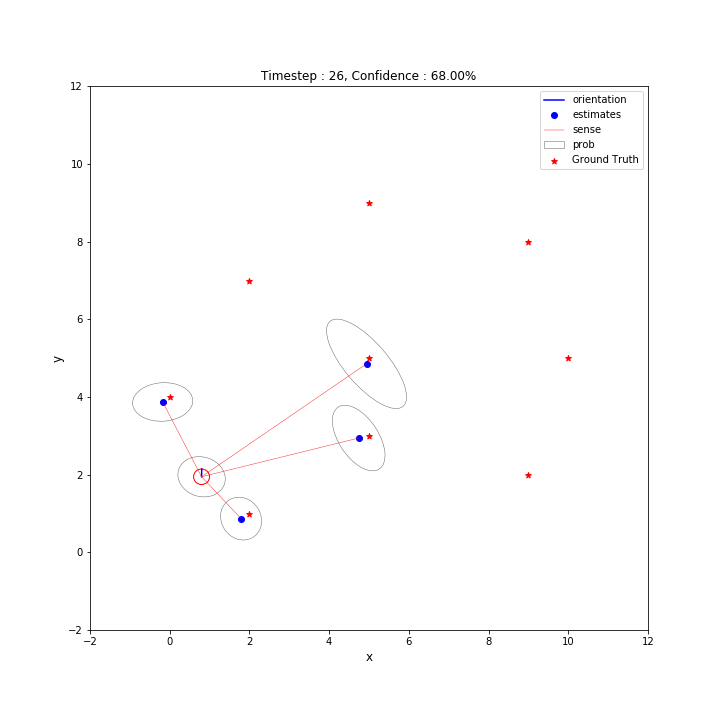 Timestep : 26, Confidence : 68.00%
12
10
8
6
4
2
0
−2
y
orientation
estimates
sense
prob
Ground Truth
−2 0 2 4 6 8 10 12
x